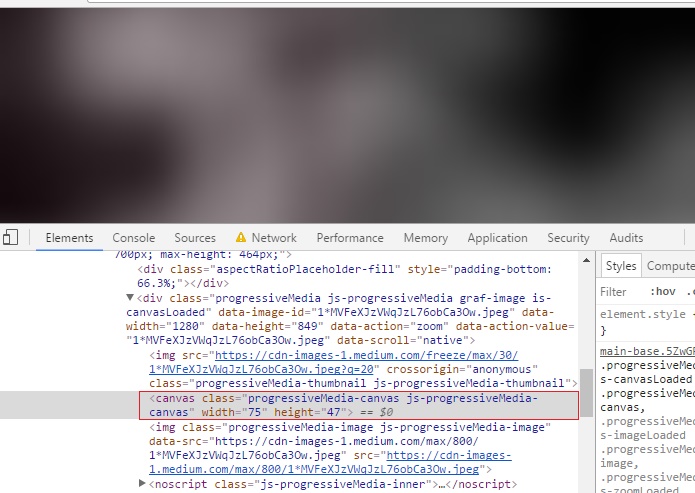 Elements Console Sources Network Performance Memory Application Security Audits
700px; max-height: 464px;">
<div class="aspectRatioPlaceholder-fill" style="padding-bottom:
66.3%;"></div>
▼<div class="progressiveMedia js-progressiveMedia graf-image is-
canvasLoaded" data-image-id="1*MVFeXJzVWqJzL76obCa3Ow.jpeg" data-
width="1280" data-height="849" data-action="zoom" data-action-value=
"1*MVFeXJzVWqJzL76obCa3Ow.jpeg" data-scroll="native">
<img src="https://cdn-images-1.medium.com/freeze/max/30/
1*MVFeXJzVWqJzL76obCa3Ow.jpeg?q=20" crossorigin="anonymous"
class="progressiveMedia-thumbnail js-progressiveMedia-thumbnail">
<canvas class="progressiveMedia-canvas js-progressiveMedia-
canvas" width="75" height="47"> == $0
<img class="progressiveMedia-image js-progressiveMedia-image"
data-src="https://cdn-images-1.medium.com/max/800/
1*MVFeXJzVWqJzL76obCa3Ow.jpeg" src="https://cdn-images-
1.medium.com/max/800/1*MVFeXJzVWqJzL76obCa3Ow.jpeg">
▶<noscript class="js-progressiveMedia-inner">…</noscript>
Styles Compute
Filter :hov
element.style
}
main-base.5ZwGF
.progressiveMed
s-canvasLoaded
.progressiveMed
canvas,
.progressiveMed
s-imageLoaded
.progressiveMed
image,
.progressiveMed
s-zoomLoaded